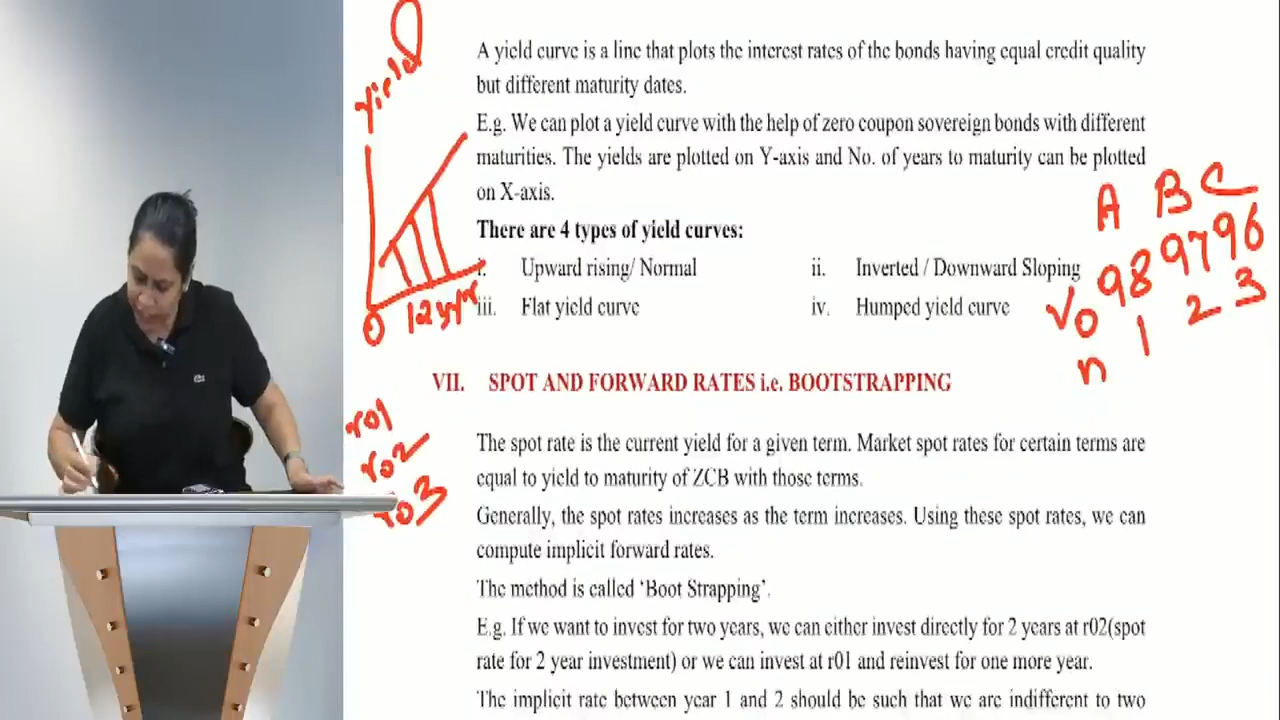 A yield curve is a line that plots the interest rates of the bonds having equal credit quality
but different maturity dates.
E.g. We can plot a yield curve with the help of zero coupon sovereign bonds with different
maturities. The yields are plotted on Y-axis and No. of years to maturity can be plotted
on X-axis.
There are 4 types of yield curves:
i. Upward rising/ Normal ii. Inverted / Downward Sloping
iii. Flat yield curve iv. Humped yield curve
yield
0 1 2 3 yr
A B C
V0 98 97 96
n 1 2 3
VII. SPOT AND FORWARD RATES i.e. BOOTSTRAPPING
r01
r02
r03
The spot rate is the current yield for a given term. Market spot rates for certain terms are
equal to yield to maturity of ZCB with those terms.
Generally, the spot rates increases as the term increases. Using these spot rates, we can
compute implicit forward rates.
The method is called ‘Boot Strapping’.
E.g. If we want to invest for two years, we can either invest directly for 2 years at r02(spot
rate for 2 year investment) or we can invest at r01 and reinvest for one more year.
The implicit rate between year 1 and 2 should be such that we are indifferent to two